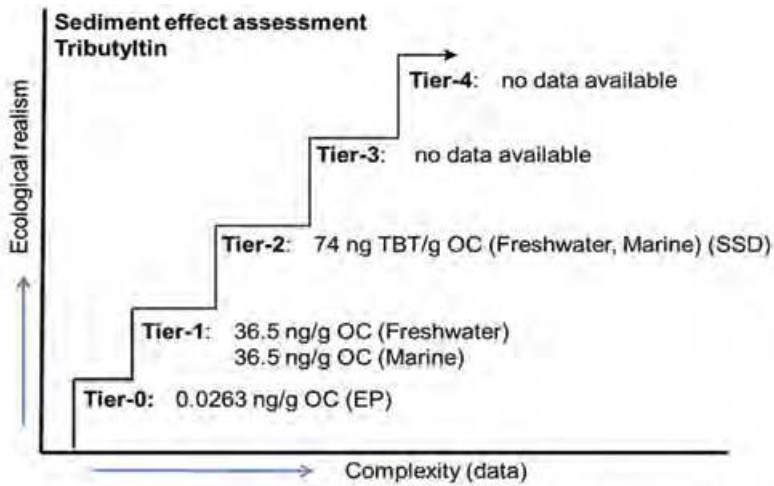 Sediment effect assessment
Tributyltin
Tier-4: no data available
Tier-3: no data available
Tier-2: 74 ng TBT/g OC (Freshwater, Marine) (SSD)
Tier-1: 36.5 ng/g OC (Freshwater)
36.5 ng/g OC (Marine)
Tier-0: 0.0263 ng/g OC (EP)
Ecological realism
Complexity (data)